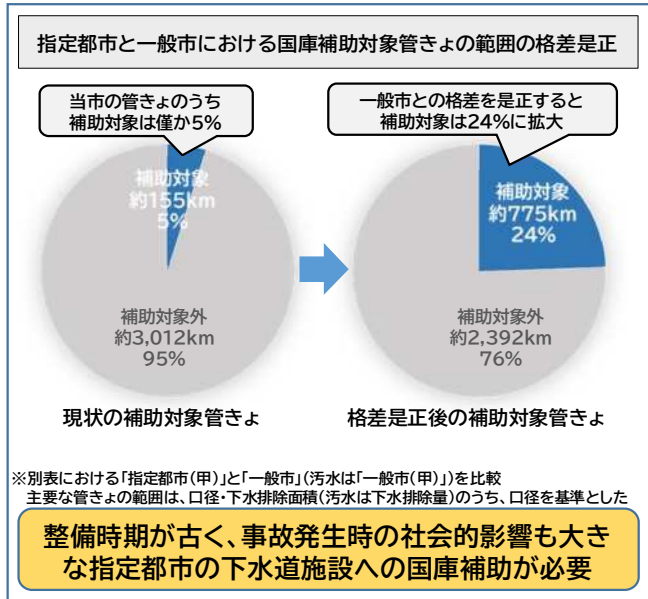 指定都市と一般市における国庫補助対象管きょの範囲の格差是正
当市の管きょのうち
補助対象は僅か5%
一般市との格差を是正すると
補助対象は24%に拡大
補助対象
約155km
5%
補助対象外
約3,012km
95%
補助対象
約775km
24%
補助対象外
約2,392km
76%
現状の補助対象管きょ
格差是正後の補助対象管きょ
※別表における「指定都市(甲)」と「一般市」(汚水は「一般市(甲)」)を比較
主要な管きょの範囲は、口径・下水排除面積(汚水は下水排除量)のうち、口径を基準とした
整備時期が古く、事故発生時の社会的影響も大き
な指定都市の下水道施設への国庫補助が必要